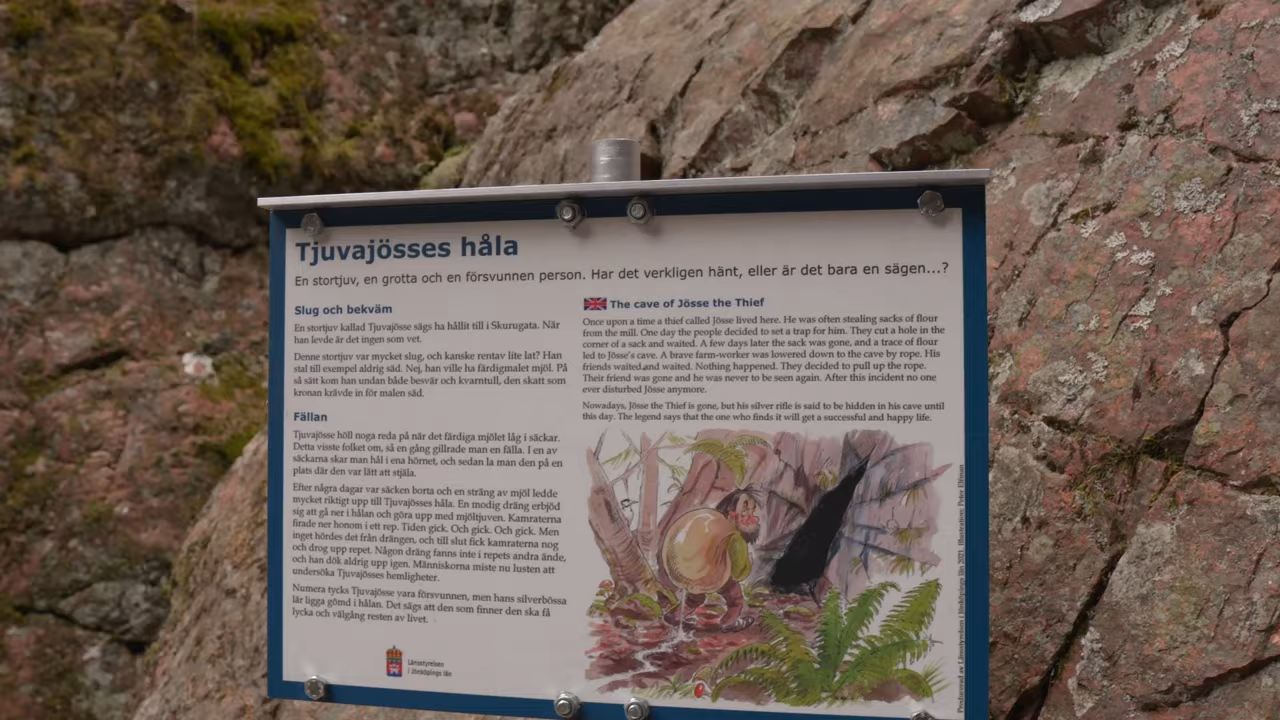 Tjuvajösses håla
En stortjuv, en grotta och en försvunnen person. Har det verkligen hänt, eller är det bara en sägen...?
Slug och bekväm
En stortjuv kallad Tjuvajösse sägs ha hållit till i Skurugata. När
han levde är det ingen som vet.
Denne stortjuv var mycket slug, och kanske rentav lite lat? Han
stal till exempel aldrig säd. Nej, han ville ha färdigmalet mjöl. På
så sätt kom han undan både besvär och kvarntull, den skatt som
kronan krävde in för malen säd.
Fällan
Tjuvajösse höll noga reda på när det färdiga mjölet låg i säckar.
Detta visste folket om, så en gång gillrade man en fälla. I en av
säckarna skar man hål i ena hörnet, och sedan la man den på en
plats där den var lätt att stjäla.
Efter några dagar var säcken borta och en sträng av mjöl ledde
mycket riktigt upp till Tjuvajösses håla. En modig dräng erbjöd
sig att gå ner i hålan och göra upp med mjöltjuven. Kamraterna
firade ner honom i ett rep. Tiden gick. Och gick. Och gick. Men
inget hördes det från drängen, och till slut fick kamraterna nog
och drog upp repet. Någon dräng fanns inte i repets andra ände,
och han dök aldrig upp igen. Människorna miste nu lusten att
undersöka Tjuvajösses hemligheter.
Numera tycks Tjuvajösse vara försvunnen, men hans silverbössa
lär ligga gömd i hålan. Det sägs att den som finner den ska få
lycka och välgång resten av livet.
Länsstyrelsen
i Jönköpings län
The cave of Jösse the Thief
Once upon a time a thief called Jösse lived here. He was often stealing sacks of flour
from the mill. One day the people decided to set a trap for him. They cut a hole in the
corner of a sack and waited. A few days later the sack was gone, and a trace of flour
led to Jösse's cave. A brave farm-worker was lowered down to the cave by rope. His
friends waited and waited. Nothing happened. They decided to pull up the rope.
Their friend was gone and he was never to be seen again. After this incident no one
ever disturbed Jösse anymore.
Nowadays, Jösse the Thief is gone, but his silver rifle is said to be hidden in his cave until
this day. The legend says that the one who finds it will get a successful and happy life.
Producerad av Länsstyrelsen i Jönköpings län 2021. Illustration: Peter Elfman